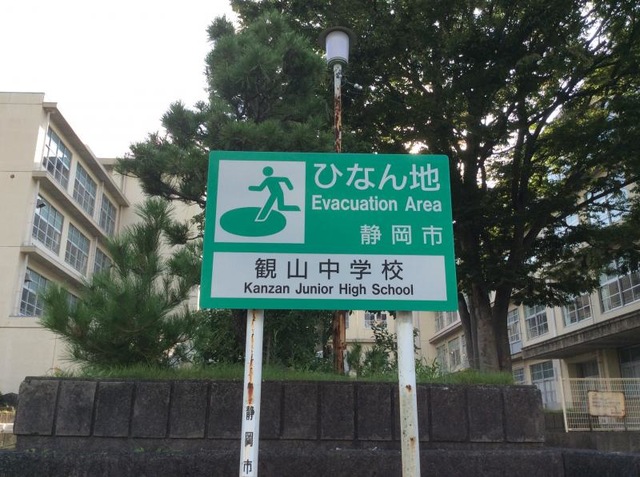 ひなん地
Evacuation Area
静岡市
観山中学校
Kanzan Junior High School
静岡市